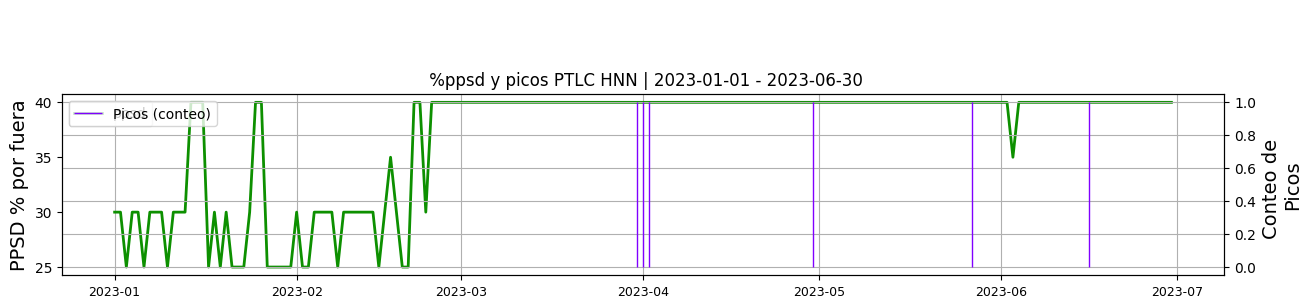 %ppsd y picos PTLC HNN | 2023-01-01 - 2023-06-30
PPSD % por fuera
40
35
30
25
Picos (conteo)
1.0
0.8
0.6
0.4
0.2
0.0
Conteo de
Picos
2023-01 2023-02 2023-03 2023-04 2023-05 2023-06 2023-07